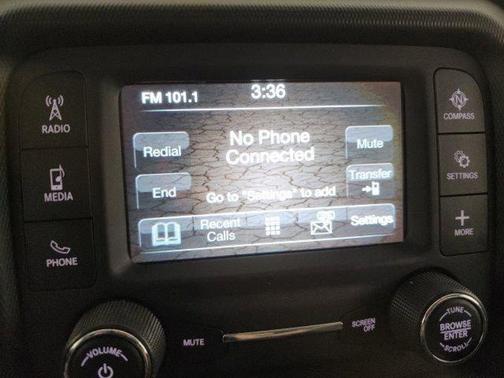 FM 101.1
3:36
RADIO
MEDIA
PHONE
Redial
No Phone
Connected
Mute
End
Go to "Settings" to add
Transfer
Recent
Calls
Settings
COMPASS
SETTINGS
MORE
VOLUME
MUTE
SCREEN
OFF
TUNE
BROWSE
ENTER
SCROLL